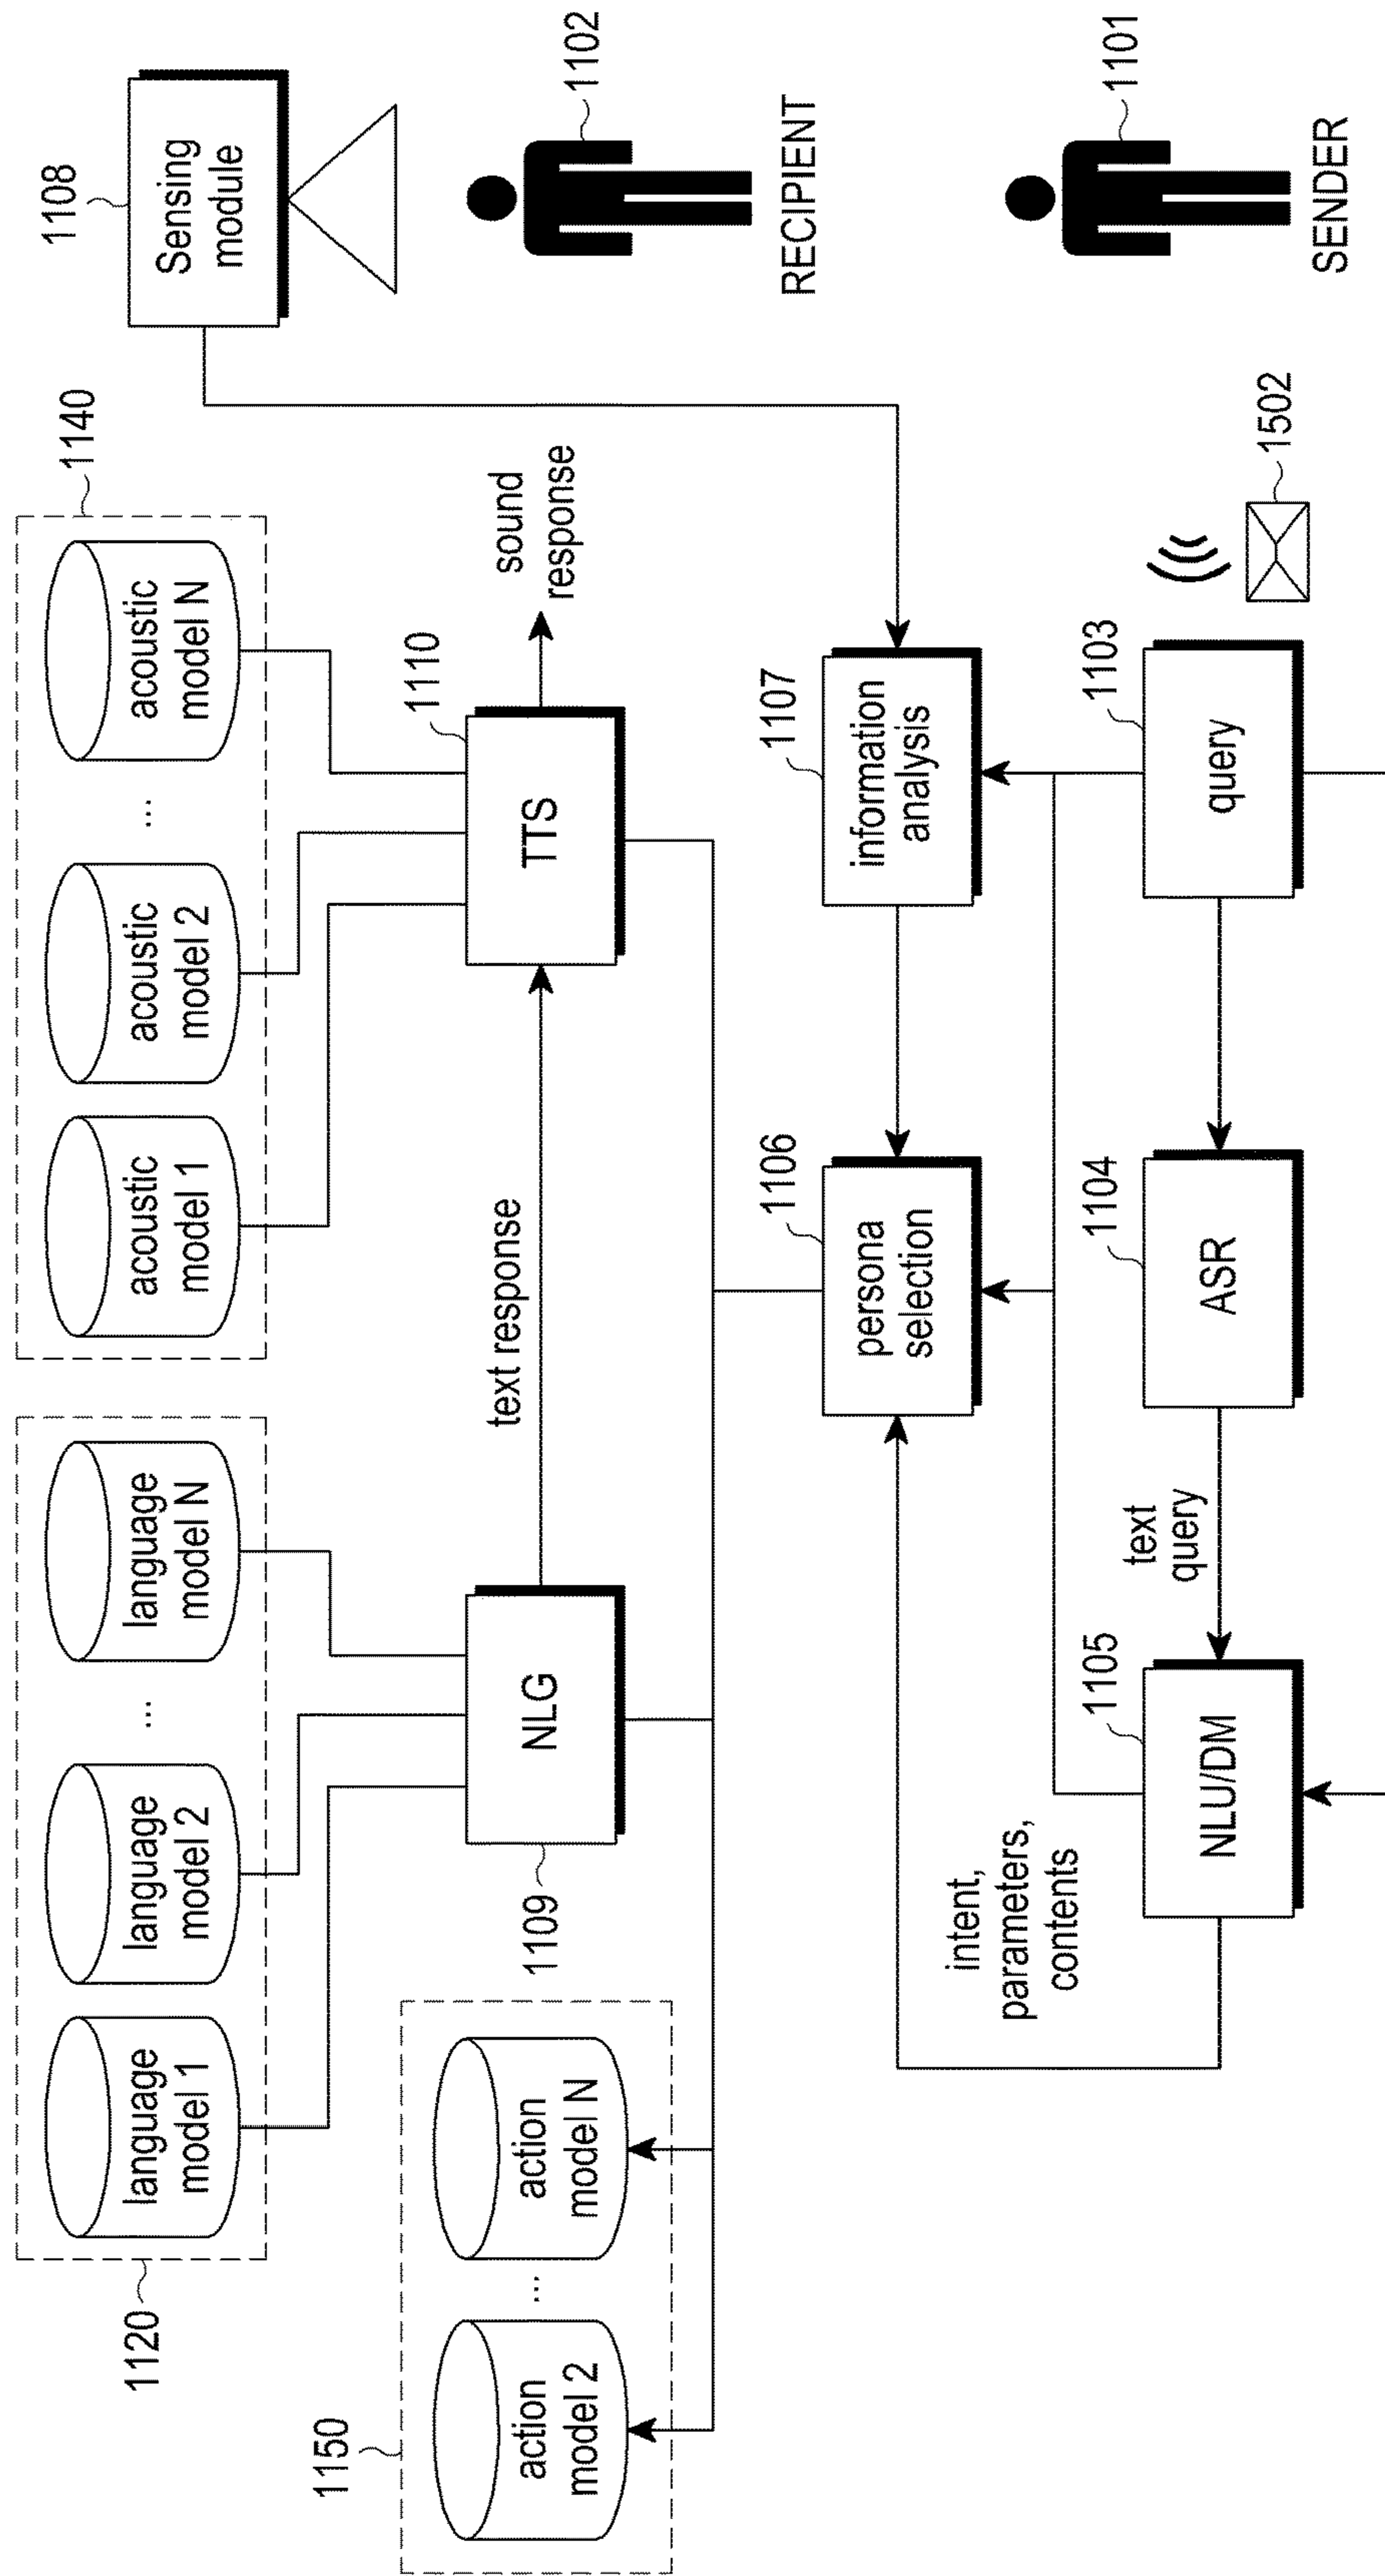 1120
language
model 1
language
model 2
...
language
model N
1140
acoustic
model 1
acoustic
model 2
...
acoustic
model N
1108
Sensing
module
1150
action
model 2
...
action
model N
1109
NLG
text response
1110
TTS
sound
response
1102
RECIPIENT
intent,
parameters,
contents
1106
persona
selection
1107
information
analysis
1105
NLU/DM
text
query
1104
ASR
1103
query
1502
1101
SENDER